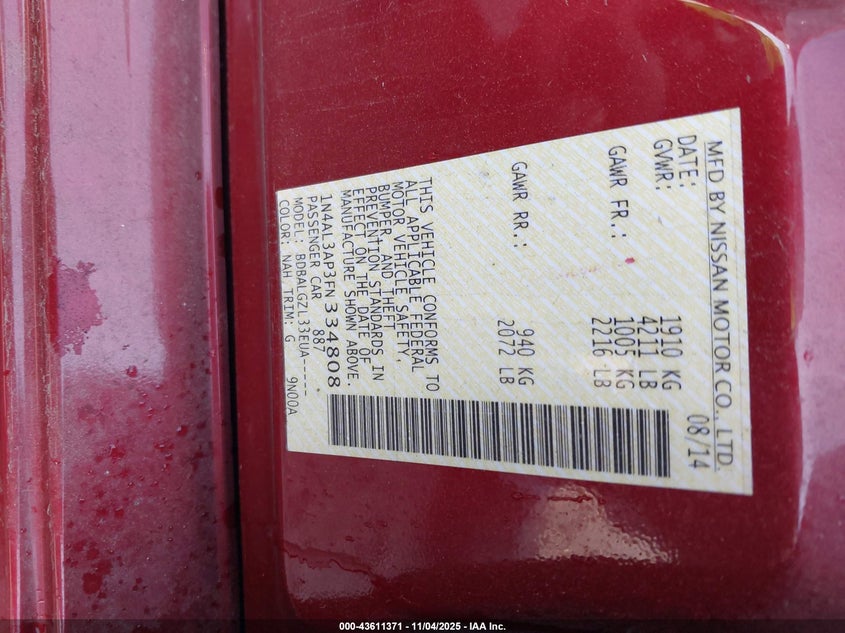 MFD BY NISSAN MOTOR CO., LTD.
DATE: 08/14
GVWR: 1910 KG
4211 LB
GAWR FR.: 1005 KG
2216 LB
GAWR RR.: 940 KG
2072 LB
THIS VEHICLE CONFORMS TO
ALL APPLICABLE FEDERAL
MOTOR VEHICLE SAFETY,
BUMPER, AND THEFT
PREVENTION STANDARDS IN
EFFECT ON THE DATE OF
MANUFACTURE SHOWN ABOVE.
1N4AL3AP3FN334808
PASSENGER CAR 887
MODEL: BDBALGZL33EUA-----
COLOR: NAH TRIM: G 9N00A
000-43611371 | 11/04/2025 - IAA Inc.